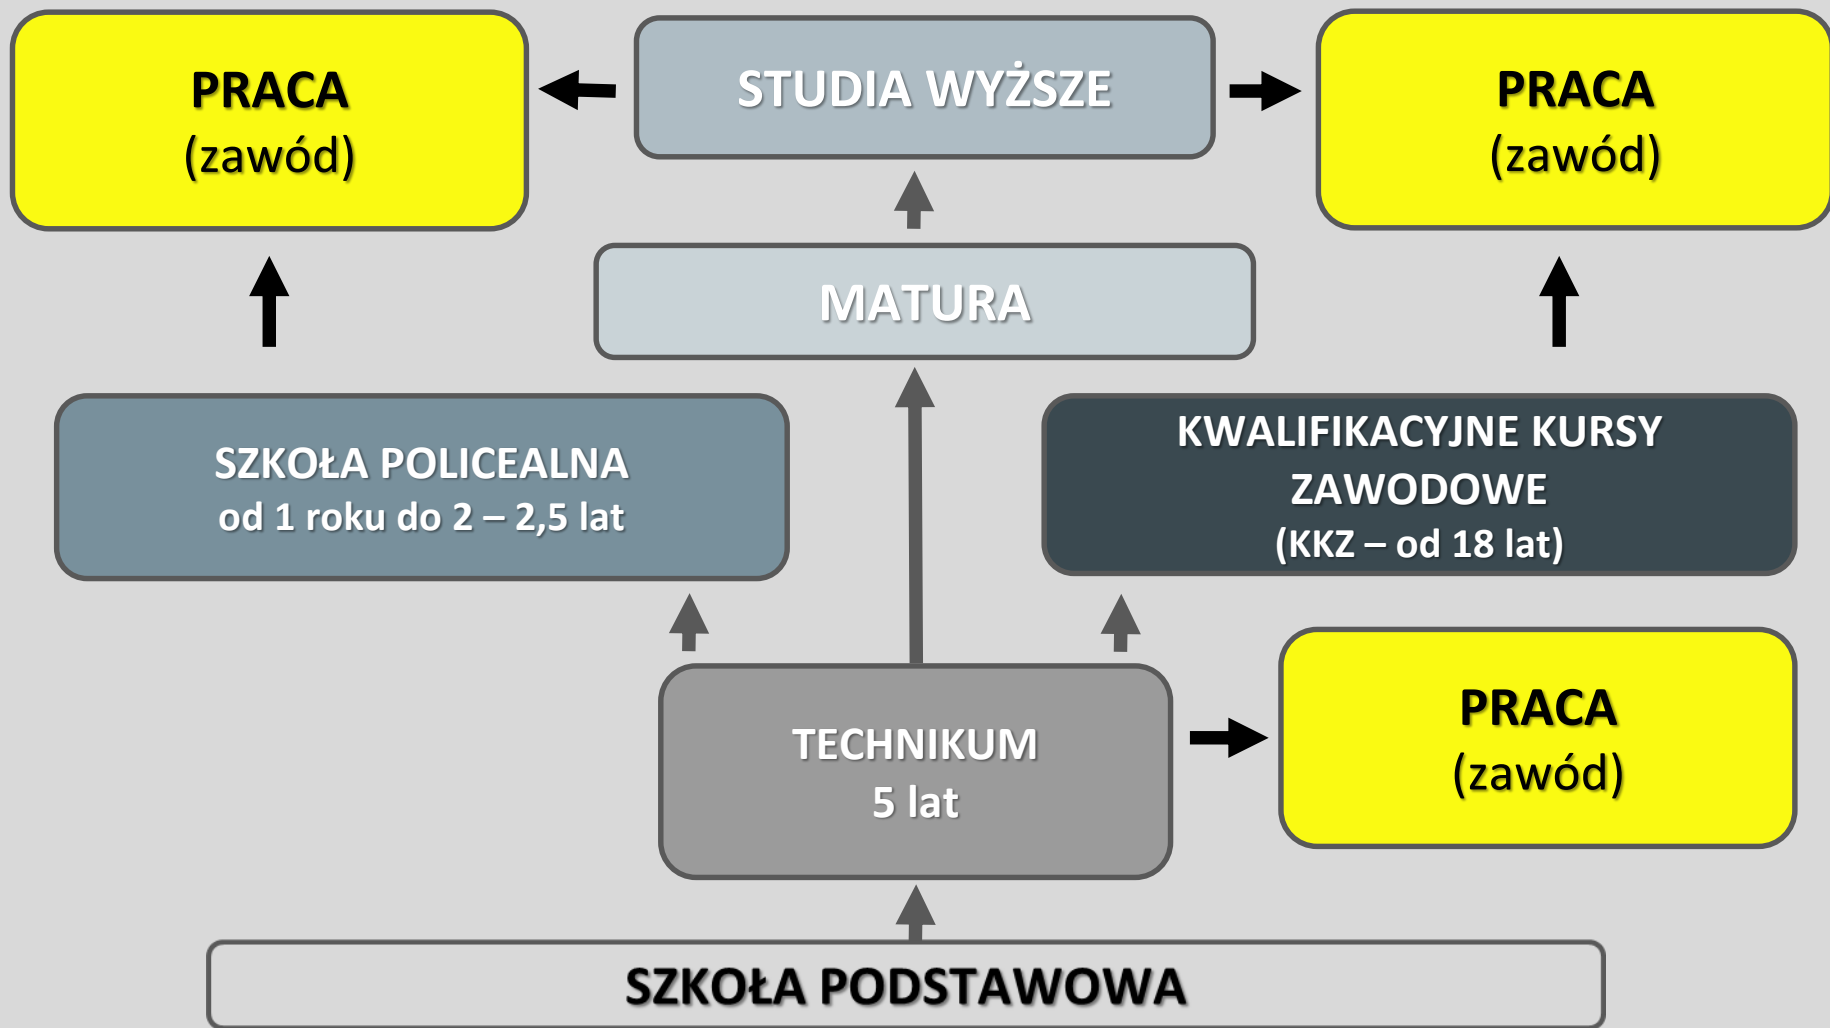 PRACA
(zawód)
STUDIA WYŻSZE
PRACA
(zawód)
MATURA
SZKOŁA POLICEALNA
od 1 roku do 2 – 2,5 lat
KWALIFIKACYJNE KURSY
ZAWODOWE
(KKZ – od 18 lat)
TECHNIKUM
5 lat
PRACA
(zawód)
SZKOŁA PODSTAWOWA